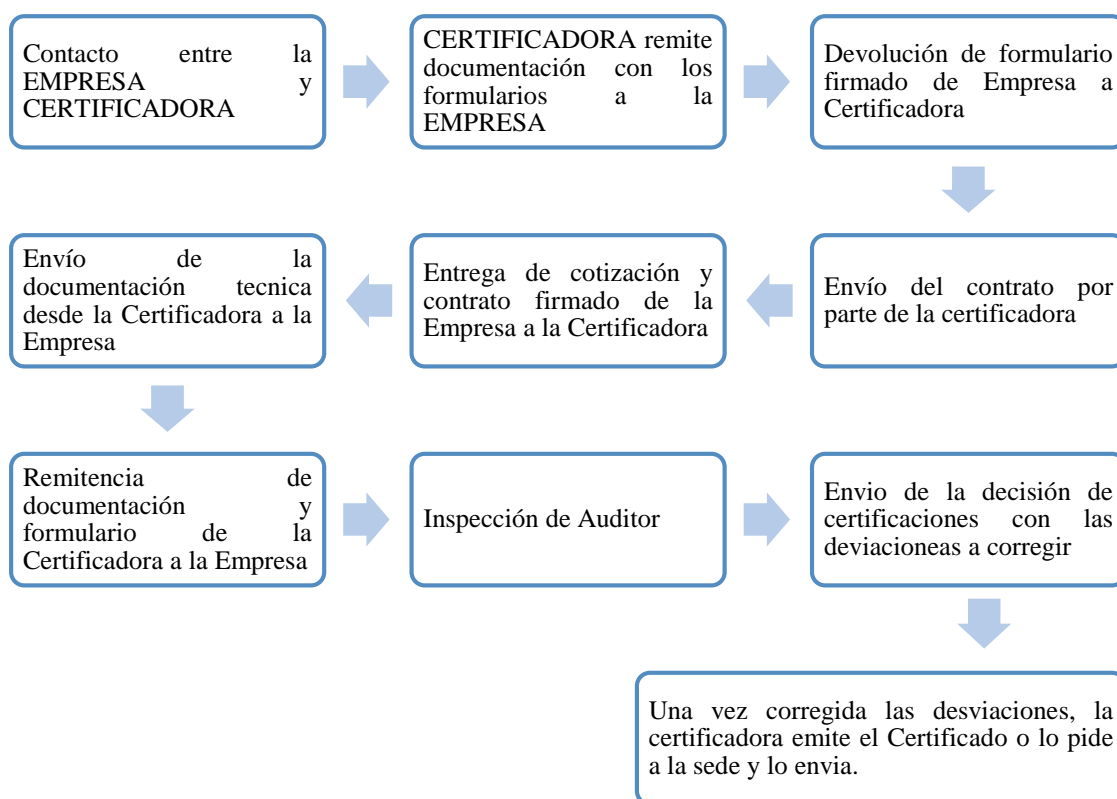 Contacto entre la
EMPRESA y
CERTIFICADORA
CERTIFICADORA remite
documentación con los
formularios a la
EMPRESA
Devolución de formulario
firmado de Empresa a
Certificadora
Envío del contrato por
parte de la certificadora
Entrega de cotización y
contrato firmado de la
Empresa a la Certificadora
Envío de la
documentación tecnica
desde la Certificadora a la
Empresa
Remitencia de
documentación y
formulario de la
Certificadora a la Empresa
Inspección de Auditor
Envio de la decisión de
certificaciones con las
deviacioneas a corregir
Una vez corregida las desviaciones, la
certificadora emite el Certificado o lo pide
a la sede y lo envia.